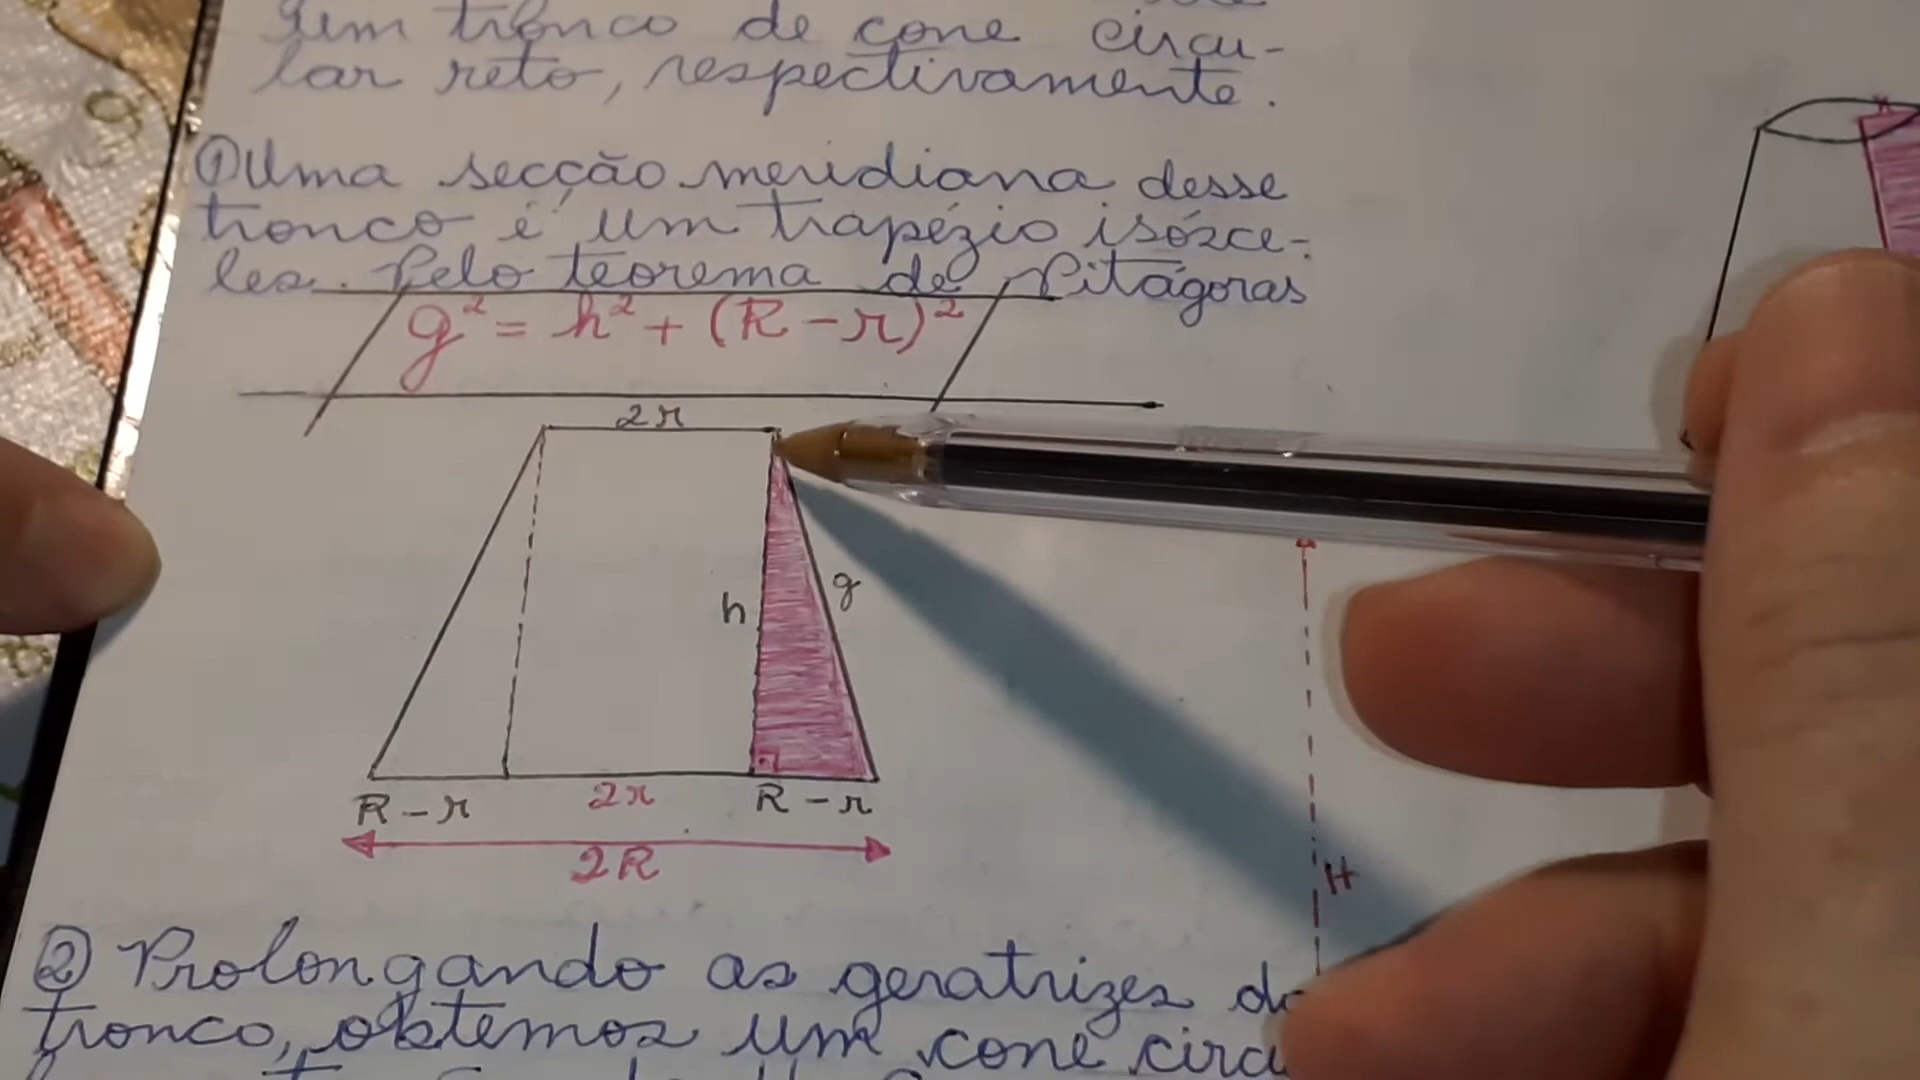 um tronco de cone circu-
lar reto, respectivamente.
① Uma secção meridiana desse
tronco é um trapézio isósce-
les. Pelo teorema de Pitágoras
g² = h² + (R - r)²
2r
h
g
R - r
2r
R - r
2R
H
② Prolongando as geratrizes do
tronco, obtemos um cone circu